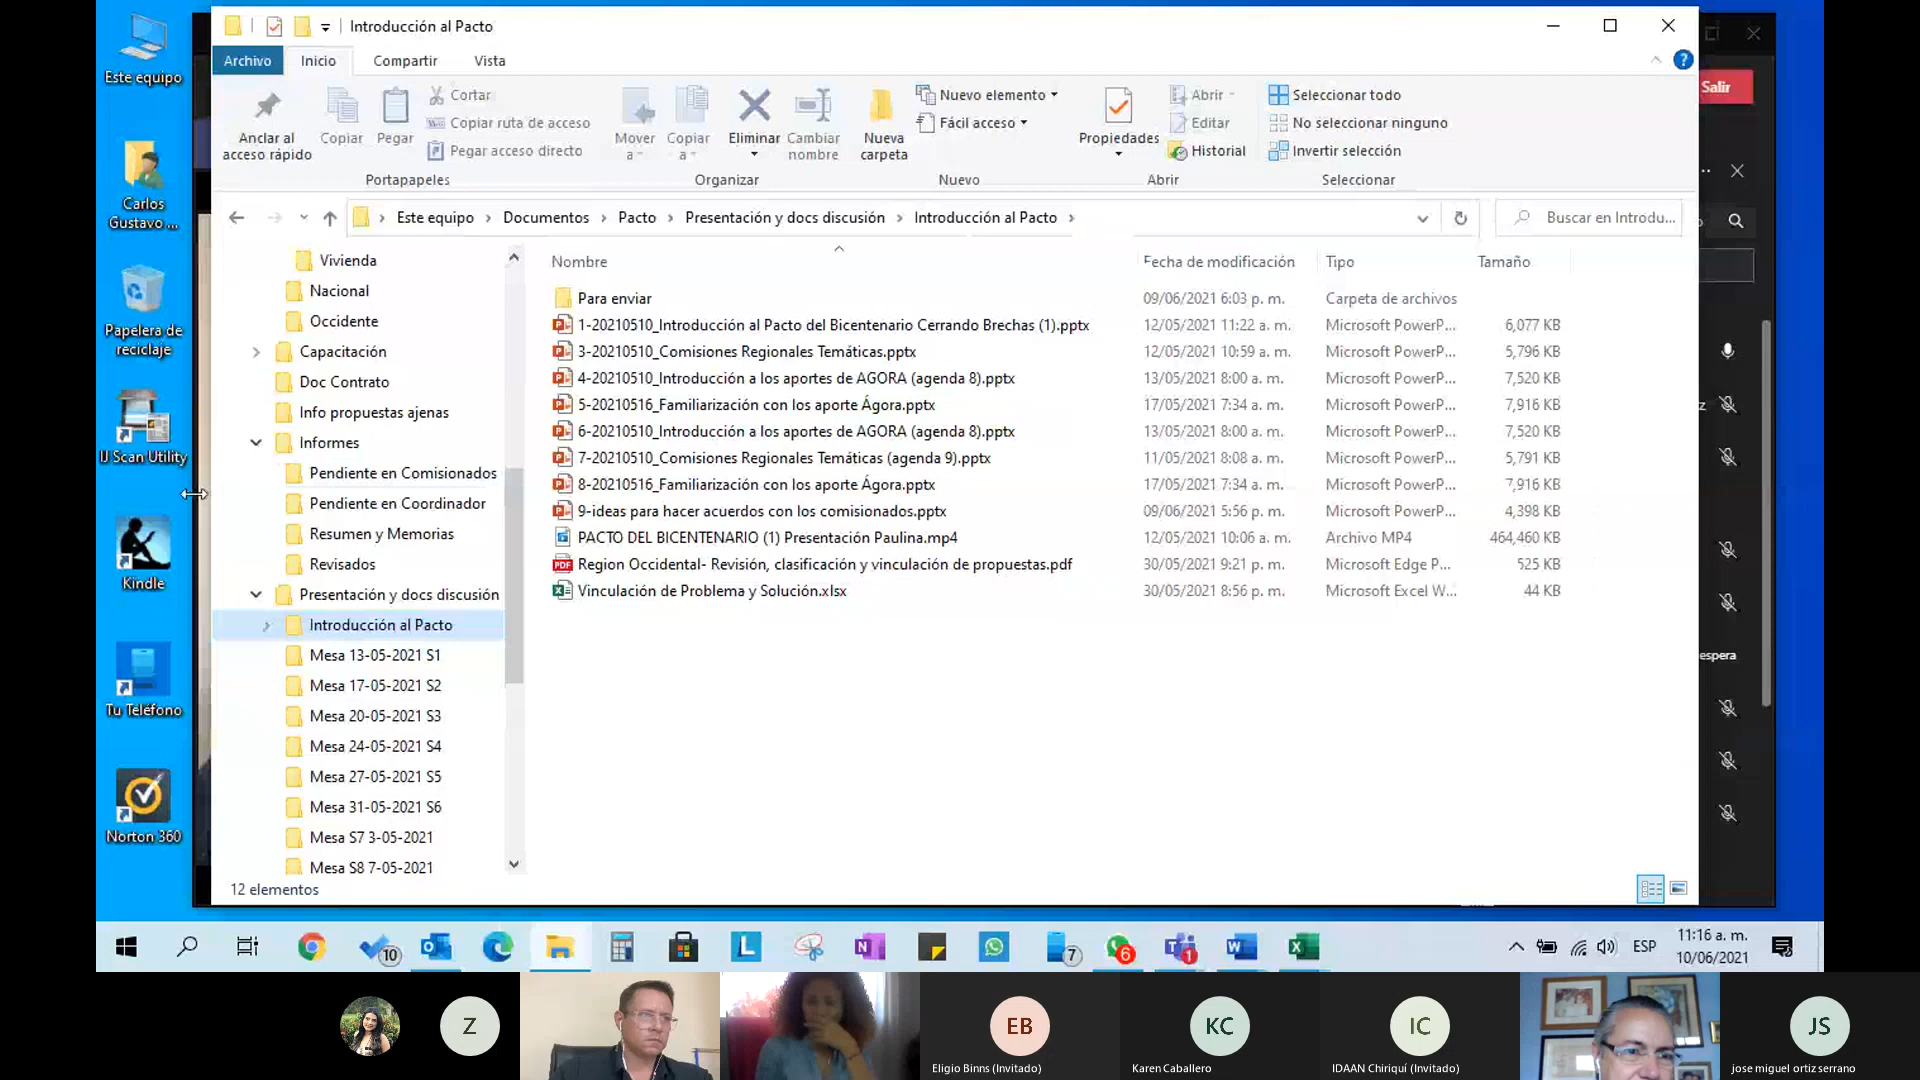 Introducción al Pacto
Archivo
Inicio
Compartir
Vista
Salir
Anclar al acceso rápido
Copiar
Pegar
Cortar
Copiar ruta de acceso
Pegar acceso directo
Portapapeles
Mover a
Copiar a
Eliminar
Cambiar nombre
Organizar
Nueva carpeta
Nuevo elemento
Fácil acceso
Nuevo
Propiedades
Abrir
Editar
Historial
Abrir
Seleccionar todo
No seleccionar ninguno
Invertir selección
Seleccionar
Este equipo > Documentos > Pacto > Presentación y docs discusión > Introducción al Pacto >
Buscar en Introdu...
Este equipo
Carlos Gustavo ...
Papelera de reciclaje
IJ Scan Utility
Kindle
Tu Teléfono
Norton 360
Vivienda
Nacional
Occidente
Capacitación
Doc Contrato
Info propuestas ajenas
Informes
Pendiente en Comisionados
Pendiente en Coordinador
Resumen y Memorias
Revisados
Presentación y docs discusión
Introducción al Pacto
Mesa 13-05-2021 S1
Mesa 17-05-2021 S2
Mesa 20-05-2021 S3
Mesa 24-05-2021 S4
Mesa 27-05-2021 S5
Mesa 31-05-2021 S6
Mesa S7 3-05-2021
Mesa S8 7-05-2021
Nombre Fecha de modificación Tipo Tamaño
Para enviar 09/06/2021 6:03 p. m. Carpeta de archivos
1-20210510_Introducción al Pacto del Bicentenario Cerrando Brechas (1).pptx 12/05/2021 11:22 a. m. Microsoft PowerP... 6,077 KB
3-20210510_Comisiones Regionales Temáticas.pptx 12/05/2021 10:59 a. m. Microsoft PowerP... 5,796 KB
4-20210510_Introducción a los aportes de AGORA (agenda 8).pptx 13/05/2021 8:00 a. m. Microsoft PowerP... 7,520 KB
5-20210516_Familiarización con los aporte Ágora.pptx 17/05/2021 7:34 a. m. Microsoft PowerP... 7,916 KB
6-20210510_Introducción a los aportes de AGORA (agenda 8).pptx 13/05/2021 8:00 a. m. Microsoft PowerP... 7,520 KB
7-20210510_Comisiones Regionales Temáticas (agenda 9).pptx 11/05/2021 8:08 a. m. Microsoft PowerP... 5,791 KB
8-20210516_Familiarización con los aporte Ágora.pptx 17/05/2021 7:34 a. m. Microsoft PowerP... 7,916 KB
9-ideas para hacer acuerdos con los comisionados.pptx 09/06/2021 5:56 p. m. Microsoft PowerP... 4,398 KB
PACTO DEL BICENTENARIO (1) Presentación Paulina.mp4 12/05/2021 10:06 a. m. Archivo MP4 464,460 KB
Region Occidental- Revisión, clasificación y vinculación de propuestas.pdf 30/05/2021 9:21 p. m. Microsoft Edge P... 525 KB
Vinculación de Problema y Solución.xlsx 30/05/2021 8:56 p. m. Microsoft Excel W... 44 KB
z
espera
12 elementos
10
7
6
1
ESP
11:16 a. m.
10/06/2021
Z
EB
KC
IC
JS
Eligio Binns (Invitado)
Karen Caballero
IDAAN Chiriquí (Invitado)
jose miguel ortiz serrano